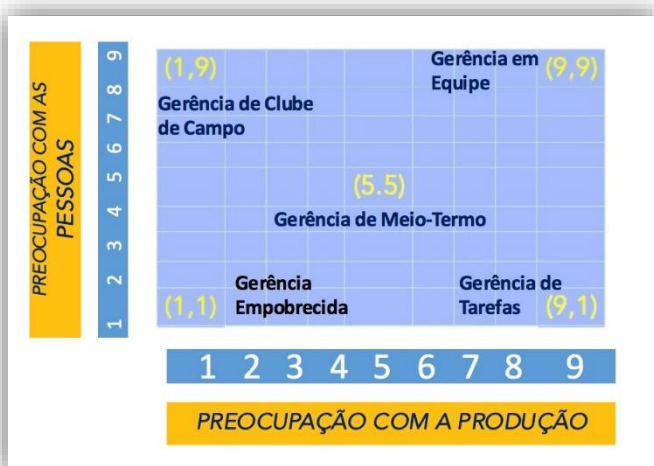 PREOCUPAÇÃO COM AS
PESSOAS
1 2 3 4 5 6 7 8 9
(1,9)
Gerência de Clube
de Campo
Gerência em
Equipe
(9,9)
(5.5)
Gerência de Meio-Termo
(1,1)
Gerência
Empobrecida
Gerência de
Tarefas
(9,1)
1 2 3 4 5 6 7 8 9
PREOCUPAÇÃO COM A PRODUÇÃO